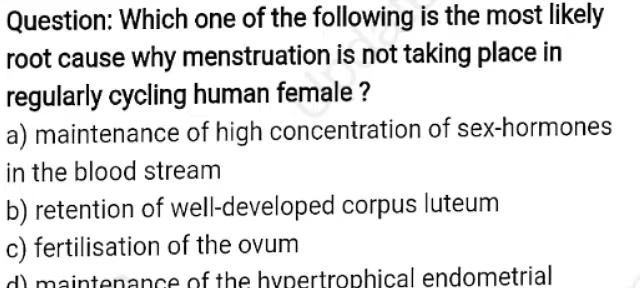 Question: Which one of the following is the most likely
root cause why menstruation is not taking place in
regularly cycling human female ?
a) maintenance of high concentration of sex-hormones
in the blood stream
b) retention of well-developed corpus luteum
c) fertilisation of the ovum
d) maintenance of the hypertrophical endometrial